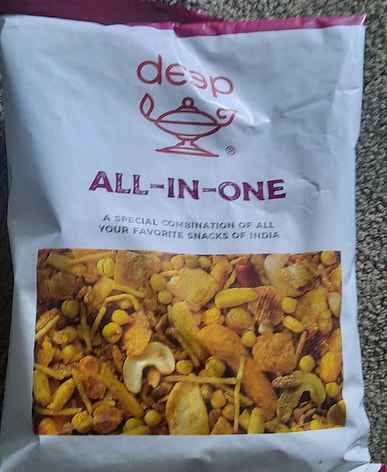 deep
®
ALL-IN-ONE
A SPECIAL COMBINATION OF ALL
YOUR FAVORITE SNACKS OF INDIA